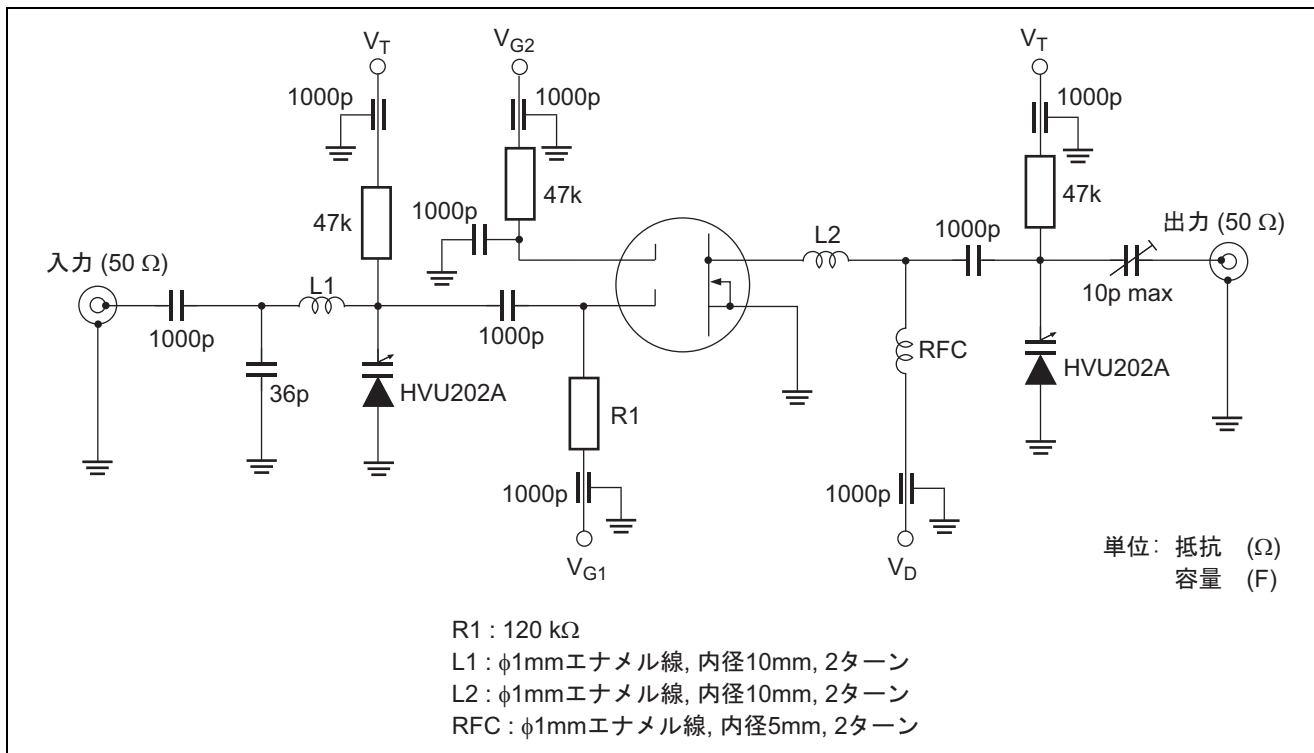 VT
VG2
VT
1000p
1000p
1000p
47k
47k
47k
1000p
入力 (50 Ω)
L1
1000p
1000p
36p
HVU202A
R1
1000p
VG1
L2
1000p
RFC
1000p
VD
出力 (50 Ω)
10p max
HVU202A
単位: 抵抗 (Ω)
容量 (F)
R1 : 120 kΩ
L1 : ϕ1mmエナメル線, 内径10mm, 2ターン
L2 : ϕ1mmエナメル線, 内径10mm, 2ターン
RFC : ϕ1mmエナメル線, 内径5mm, 2ターン